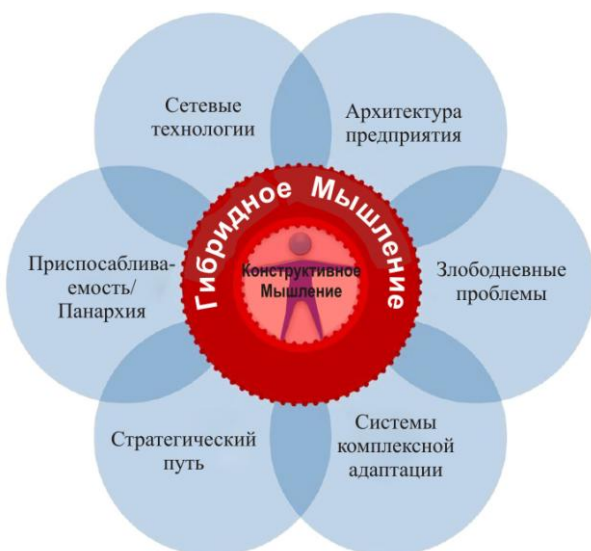 Сетевые
технологии
Архитектура
предприятия
Гибридное Мышление
Приспосаблива-
емость/
Панархия
Конструктивное
Мышление
Злободневные
проблемы
Стратегический
путь
Системы
комплексной
адаптации